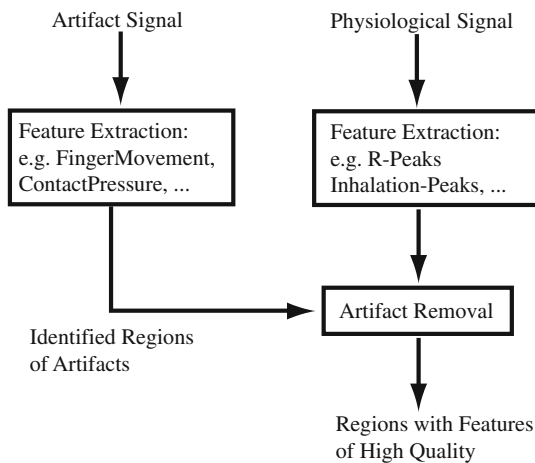 Artifact Signal
Physiological Signal
Feature Extraction:
e.g. FingerMovement,
ContactPressure, ...
Feature Extraction:
e.g. R-Peaks
Inhalation-Peaks, ...
Artifact Removal
Identified Regions
of Artifacts
Regions with Features
of High Quality